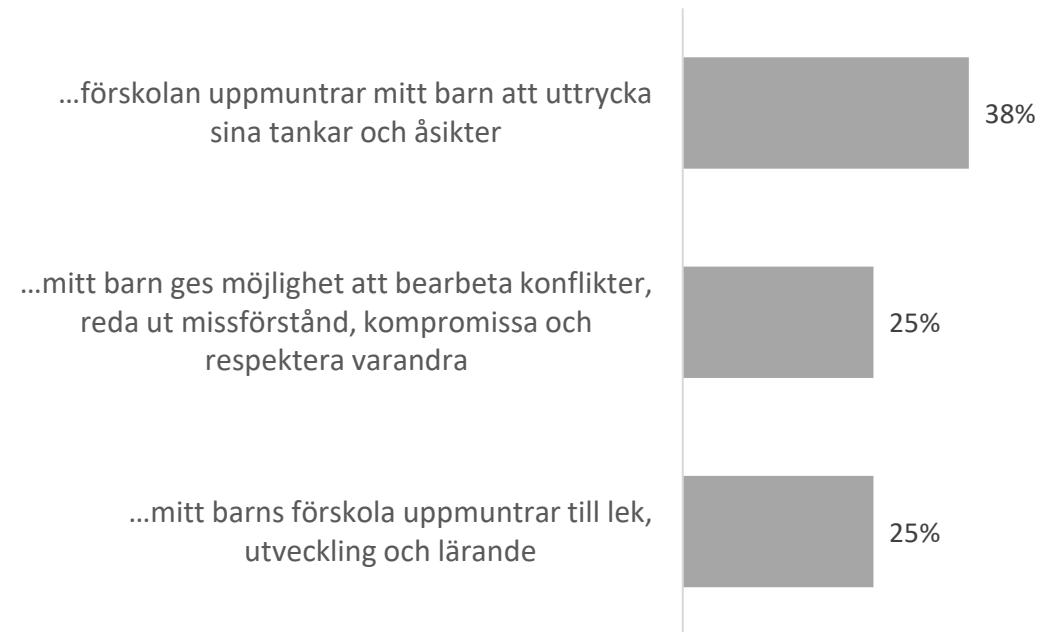 …förskolan uppmuntrar mitt barn att uttrycka
sina tankar och åsikter
38%
…mitt barn ges möjlighet att bearbeta konflikter,
reda ut missförstånd, kompromissa och
respektera varandra
25%
…mitt barns förskola uppmuntrar till lek,
utveckling och lärande
25%